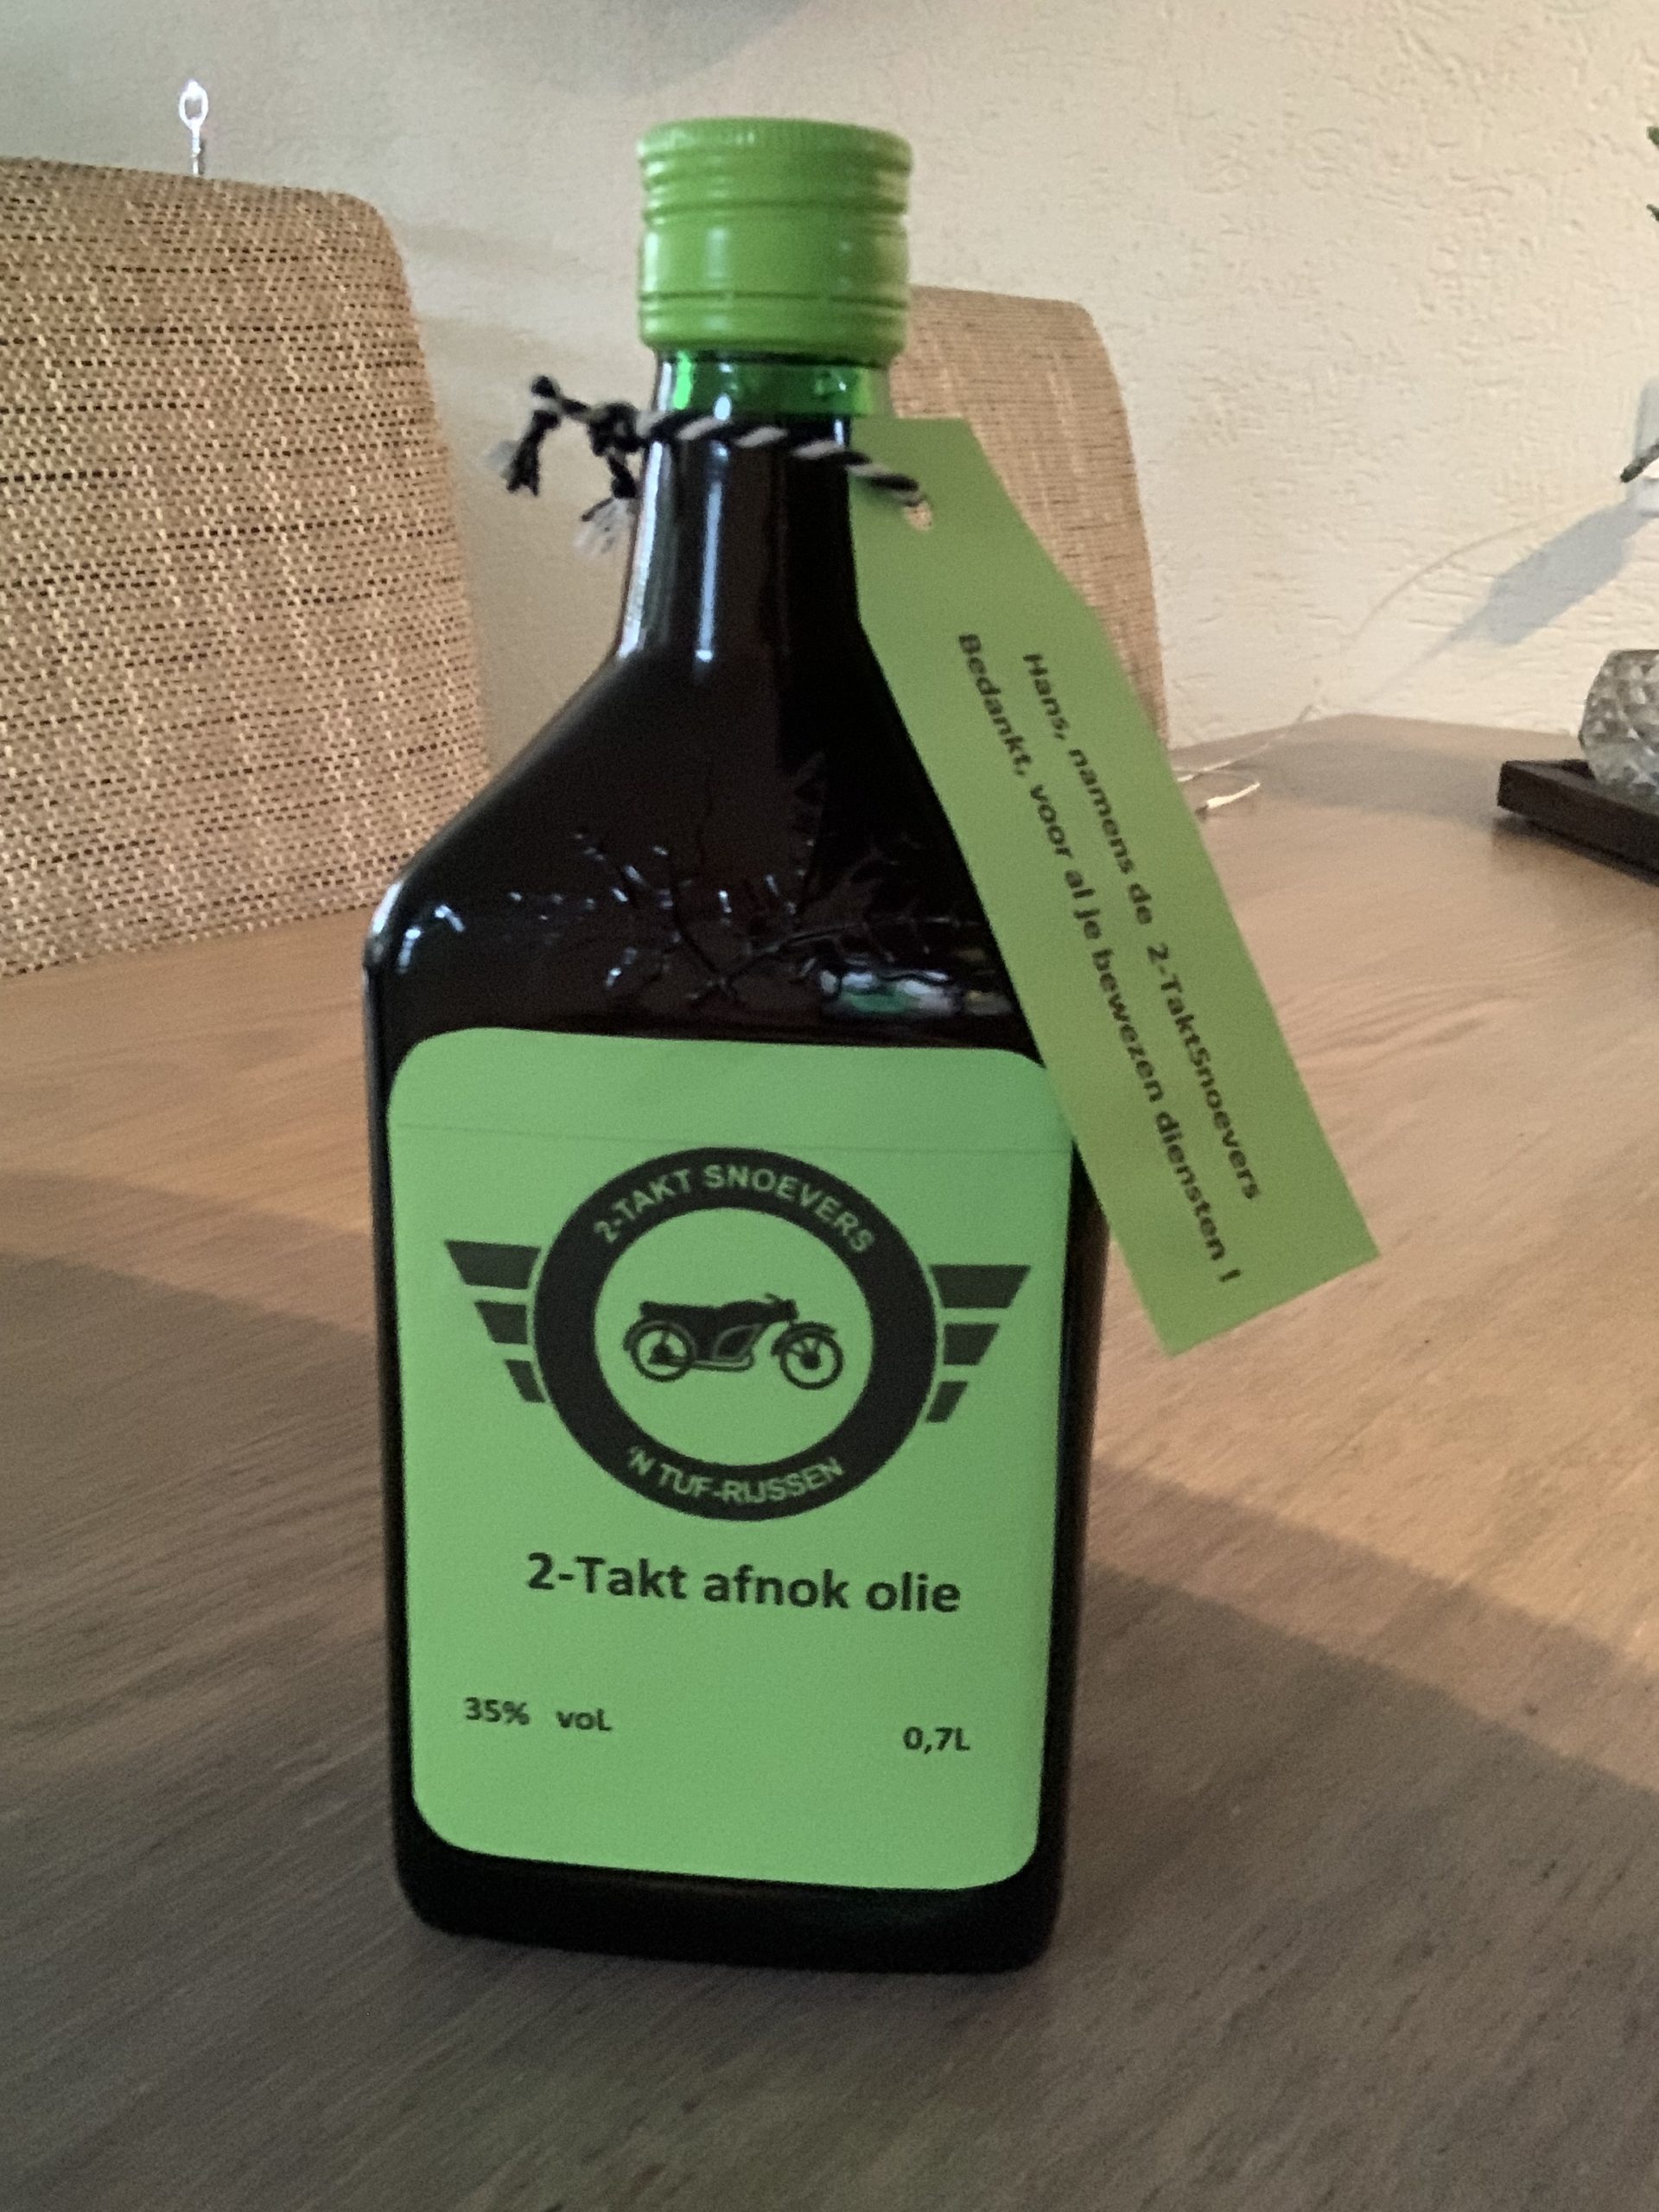 Hans, namens de 2-TaktSnoevers
Bedankt, voor al je bewezen diensten !
2-TAKT SNOEVERS
'N TUF-RIJSSEN
2-Takt afnok olie
35% voL
0,7L